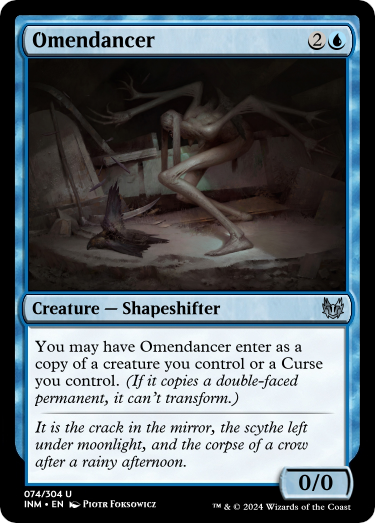 Omendancer 2
Creature — Shapeshifter
You may have Omendancer enter as a
copy of a creature you control or a Curse
you control. (If it copies a double-faced
permanent, it can't transform.)
It is the crack in the mirror, the scythe left
under moonlight, and the corpse of a crow
after a rainy afternoon.
0/0
074/304 U
INM • EN Piotr Foksowicz ™ & © 2024 Wizards of the Coast